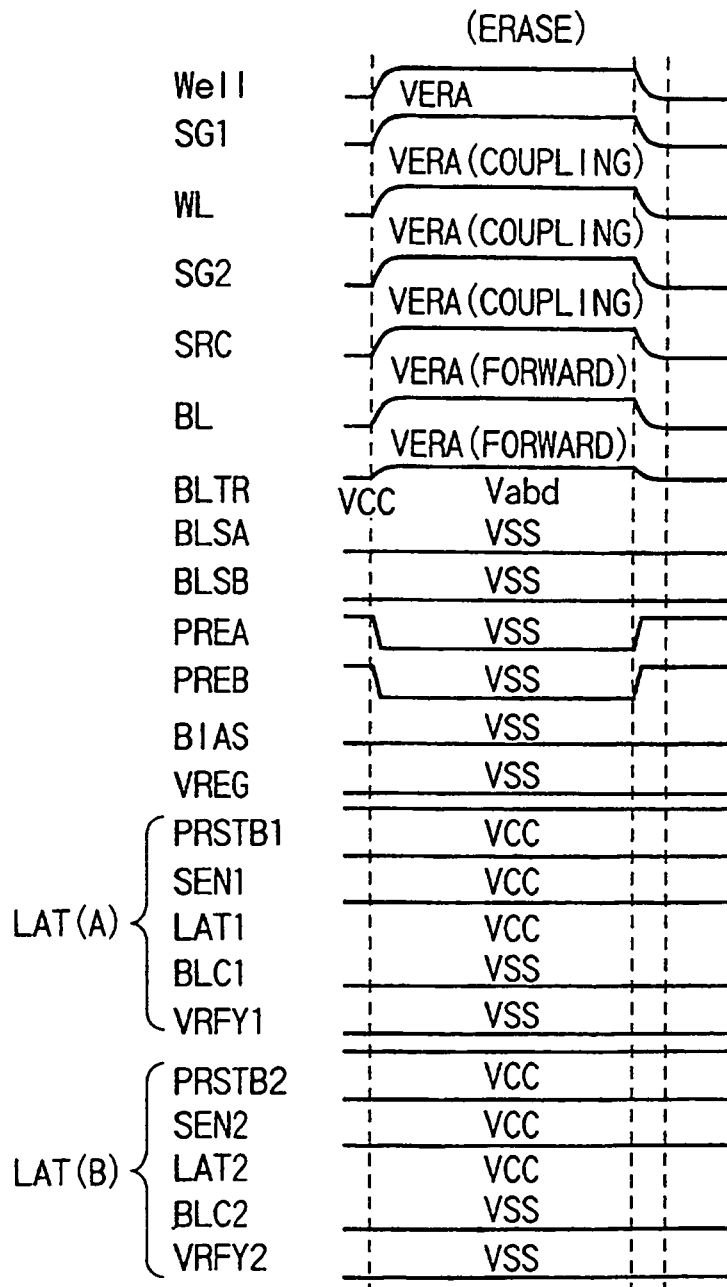 (ERASE)
Well VERA
SG1 VERA(COUPLING)
WL VERA(COUPLING)
SG2 VERA(COUPLING)
SRC VERA(FORWARD)
BL VERA(FORWARD)
BLTR VCC Vabd
BLSA VSS
BLSB VSS
PREA VSS
PREB VSS
BIAS VSS
VREG VSS
LAT(A)
PRSTB1 VCC
SEN1 VCC
LAT1 VCC
BLC1 VSS
VRFY1 VSS
LAT(B)
PRSTB2 VCC
SEN2 VCC
LAT2 VCC
BLC2 VSS
VRFY2 VSS